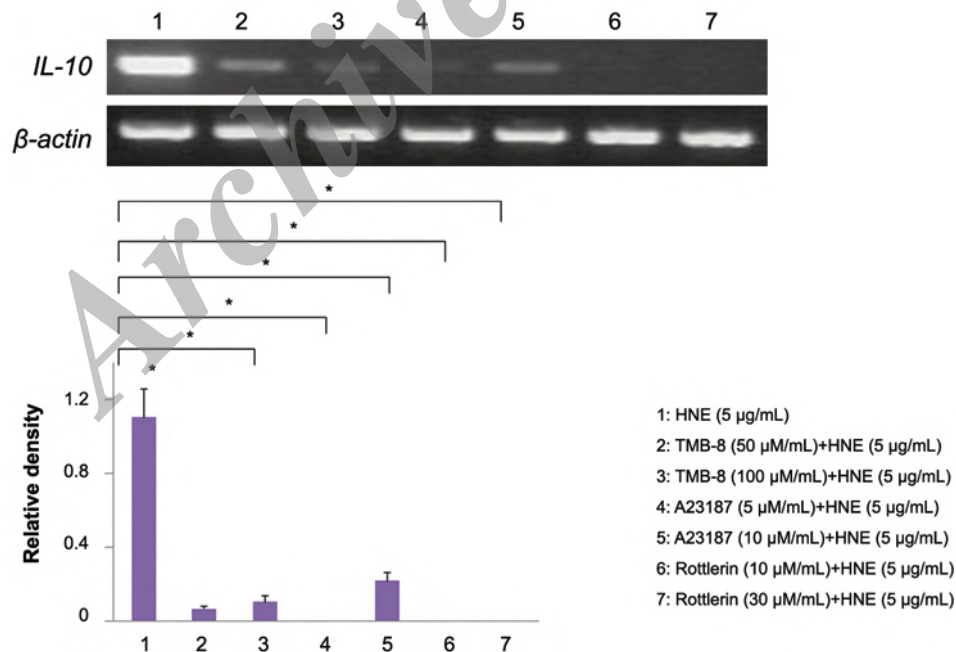 1 2 3 4 5 6 7
IL-10
β-actin
*
*
*
*
*
*
Archive
Relative density
1.2
0.8
0.4
0
1 2 3 4 5 6 7
1: HNE (5 µg/mL)
2: TMB-8 (50 µM/mL)+HNE (5 µg/mL)
3: TMB-8 (100 µM/mL)+HNE (5 µg/mL)
4: A23187 (5 µM/mL)+HNE (5 µg/mL)
5: A23187 (10 µM/mL)+HNE (5 µg/mL)
6: Rottlerin (10 µM/mL)+HNE (5 µg/mL)
7: Rottlerin (30 µM/mL)+HNE (5 µg/mL)